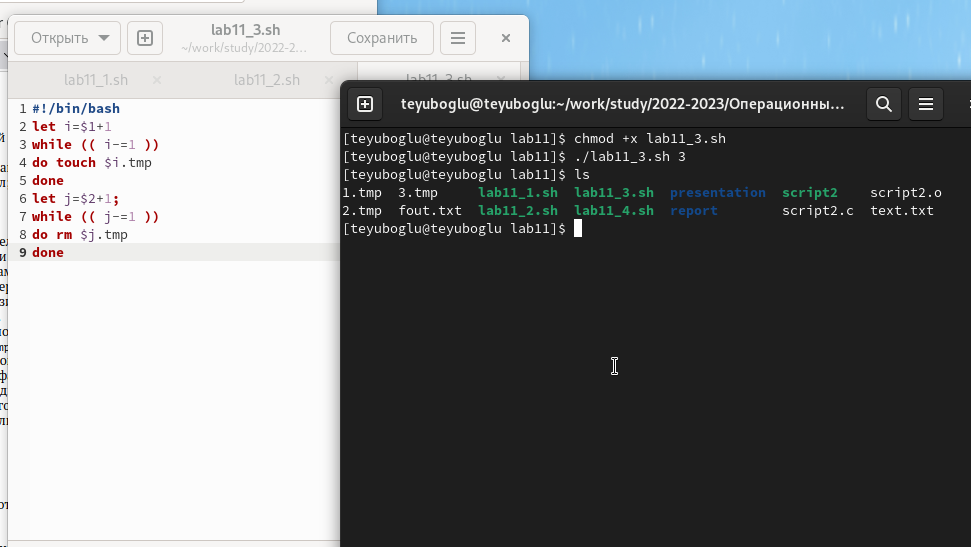 Открыть
lab11_3.sh
~/work/study/2022-2...
Сохранить
lab11_1.sh
lab11_2.sh
lab11_3.sh
1 #!/bin/bash
2 let i=$1+1
3 while (( i-=1 ))
4 do touch $i.tmp
5 done
6 let j=$2+1;
7 while (( j-=1 ))
8 do rm $j.tmp
9 done
teyuboglu@teyuboglu:~/work/study/2022-2023/Операционны...
[teyuboglu@teyuboglu lab11]$ chmod +x lab11_3.sh
[teyuboglu@teyuboglu lab11]$ ./lab11_3.sh 3
[teyuboglu@teyuboglu lab11]$ ls
1.tmp 3.tmp lab11_1.sh lab11_3.sh presentation script2 script2.o
2.tmp fout.txt lab11_2.sh lab11_4.sh report script2.c text.txt
[teyuboglu@teyuboglu lab11]$